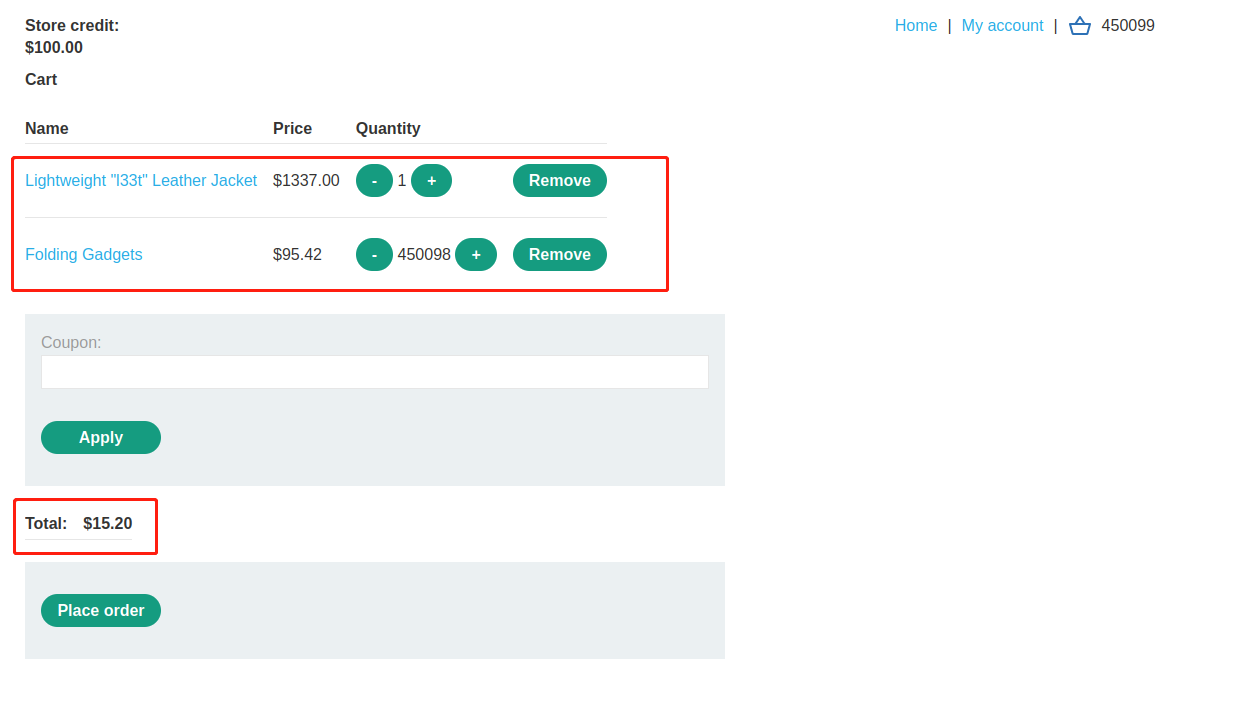 Store credit:
$100.00
Home | My account | 450099
Cart
Name Price Quantity
Lightweight "l33t" Leather Jacket $1337.00 - 1 + Remove
Folding Gadgets $95.42 - 450098 + Remove
Coupon:
Apply
Total: $15.20
Place order